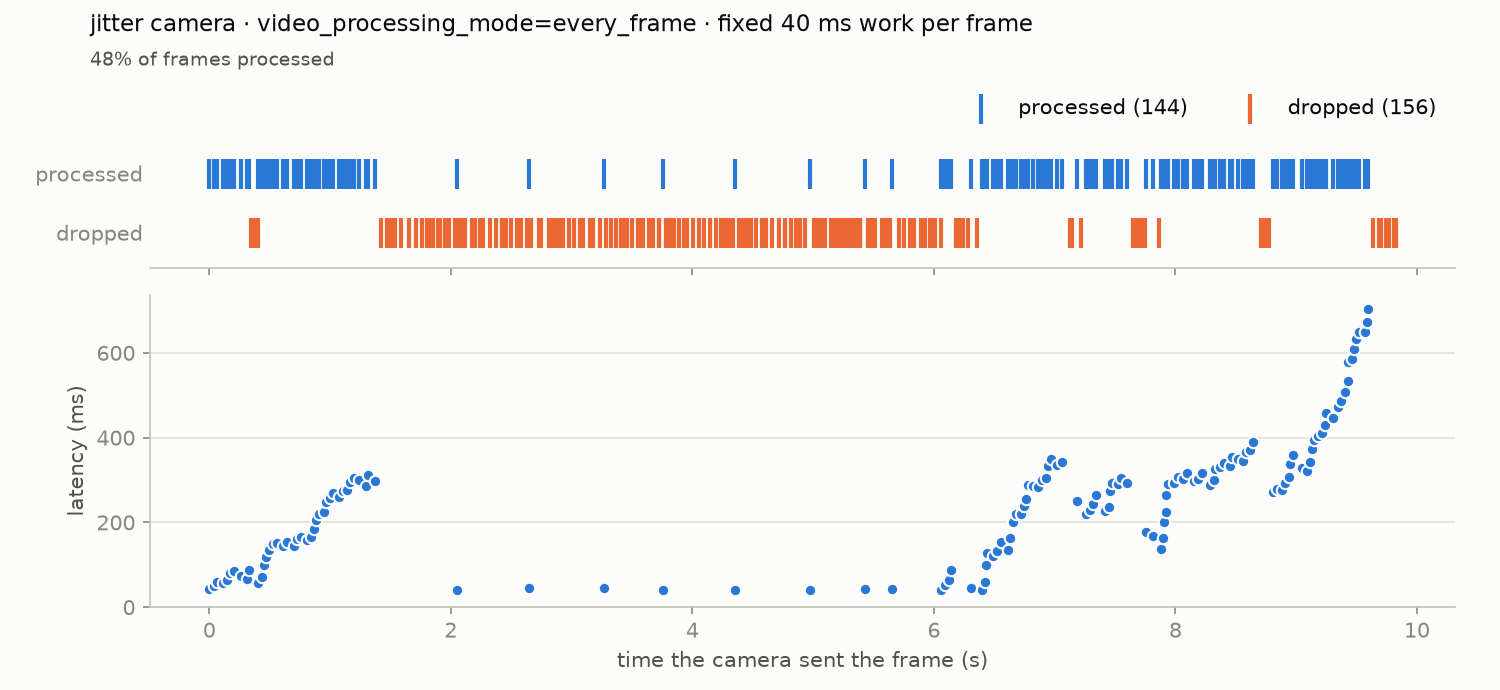 jitter camera · video_processing_mode=every_frame · fixed 40 ms work per frame
48% of frames processed
processed (144) dropped (156)
processed
dropped
600
400
200
0
latency (ms)
0 2 4 6 8 10
time the camera sent the frame (s)